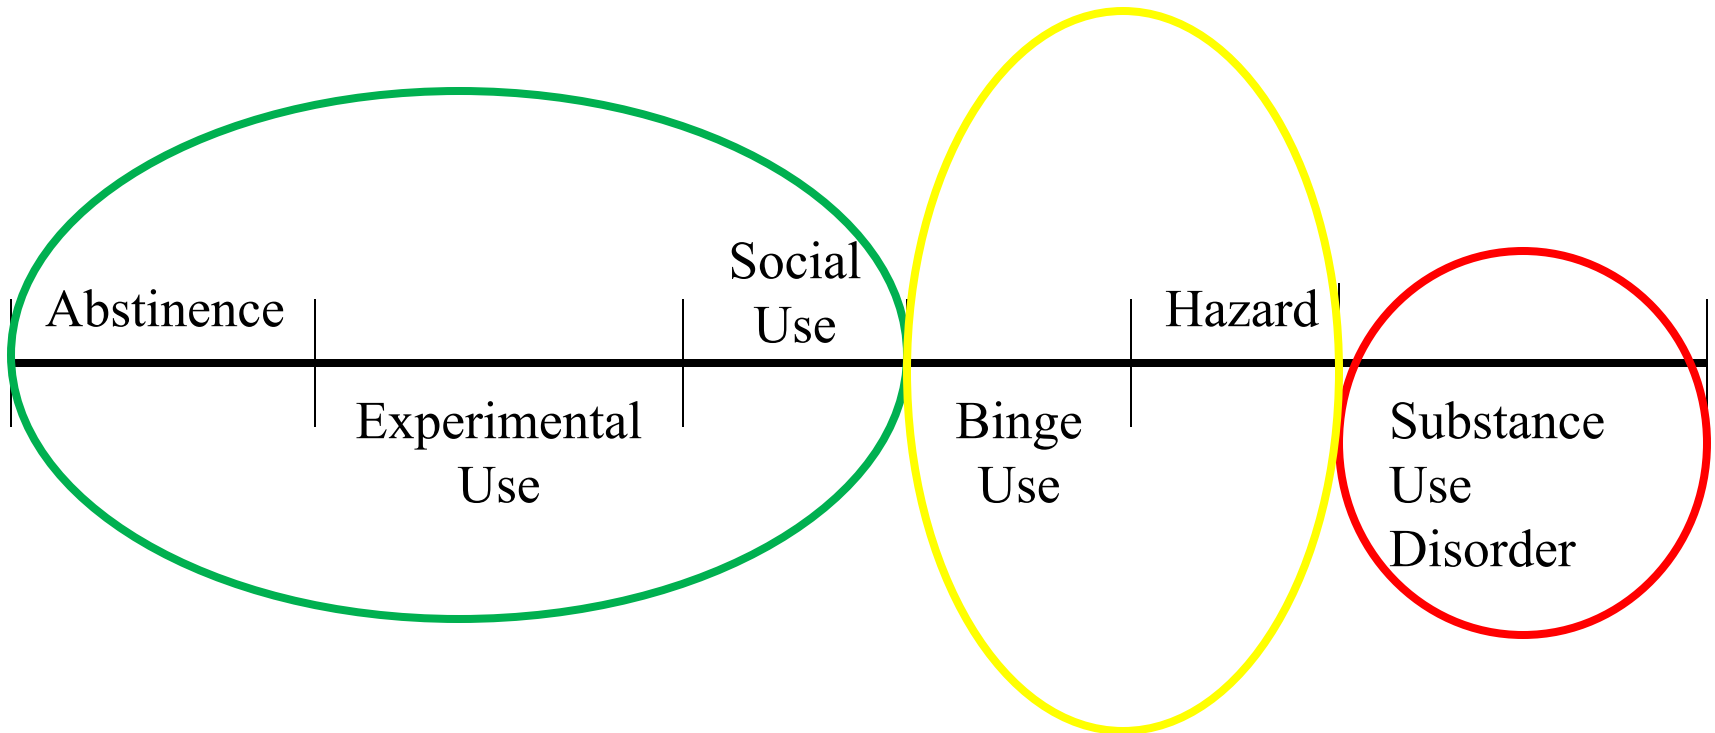 Abstinence
Experimental
Use
Social
Use
Binge
Use
Hazard
Substance
Use
Disorder